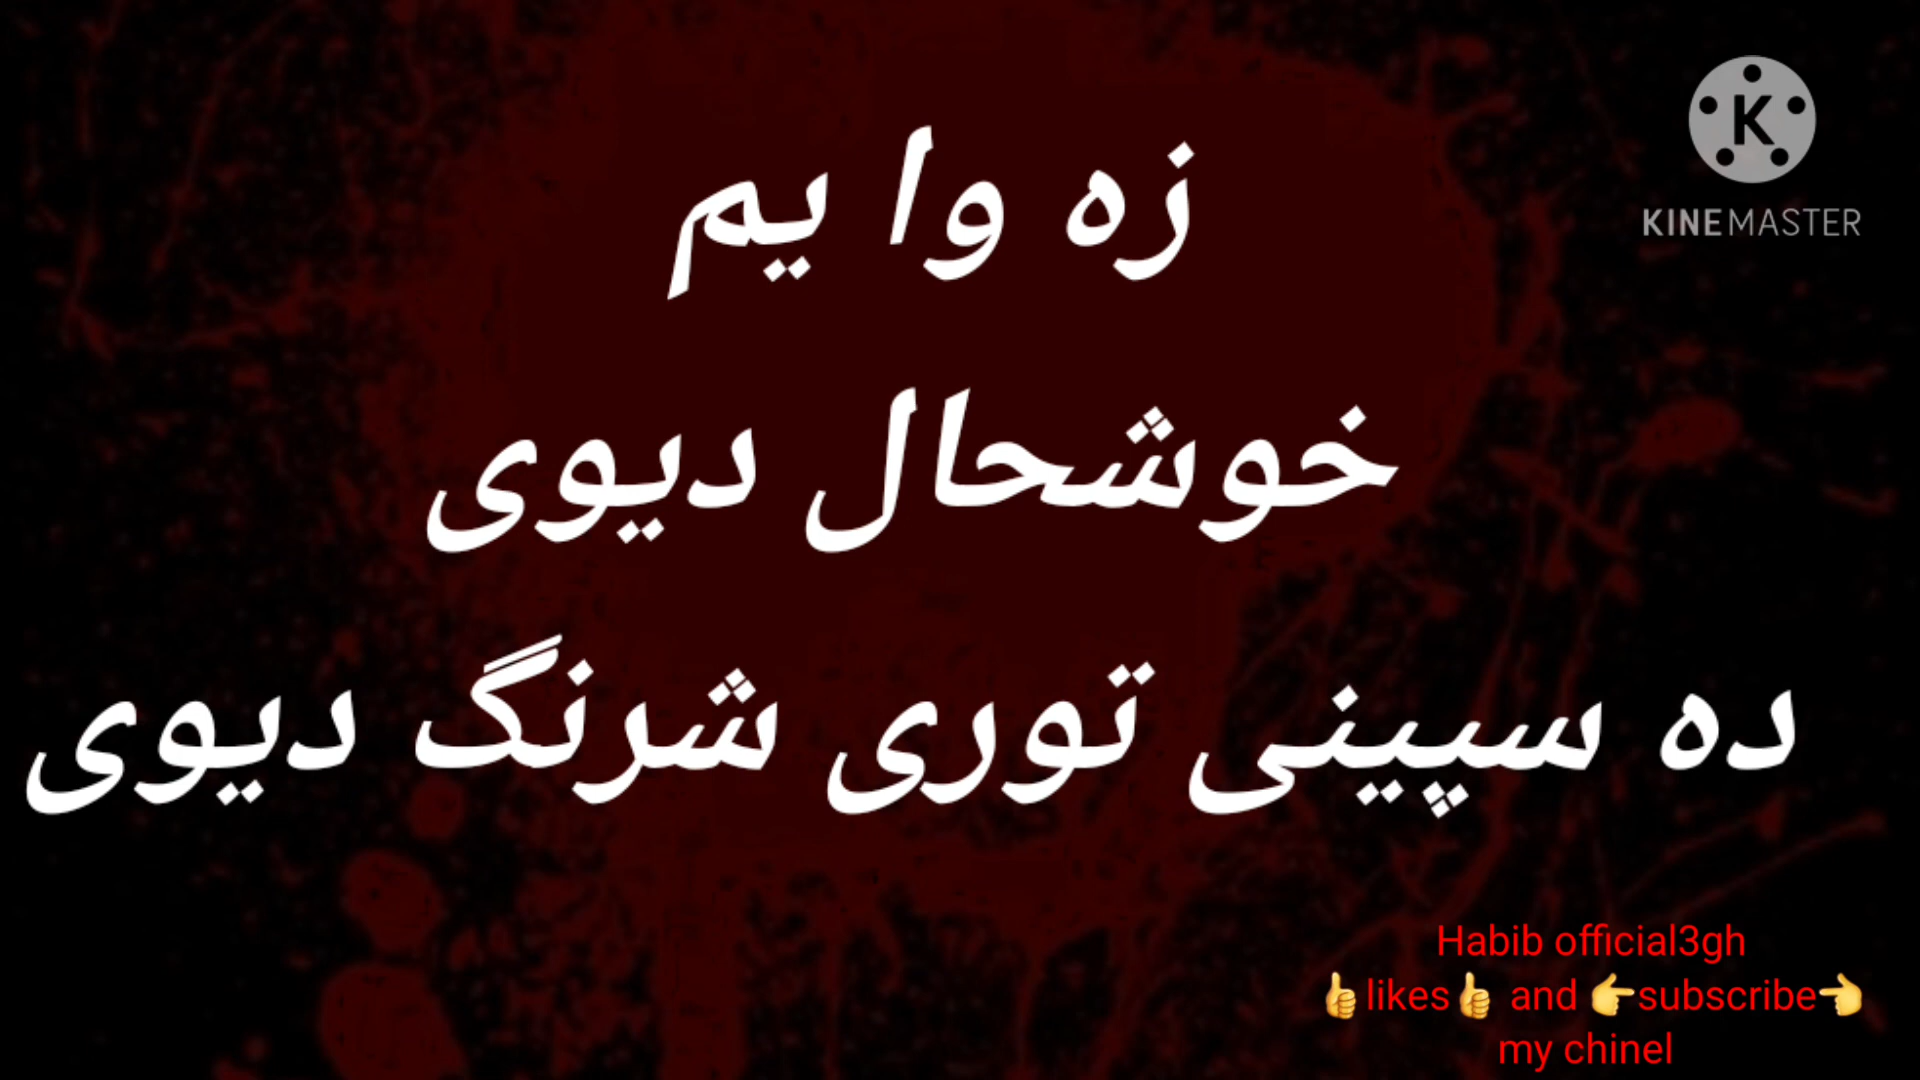 زه وا یم
خوشحال دیوی
ده سپینی توری شرنگ دیوی
KINEMASTER
Habib official3gh
👍likes👍 and 👉subscribe👈
my chinel